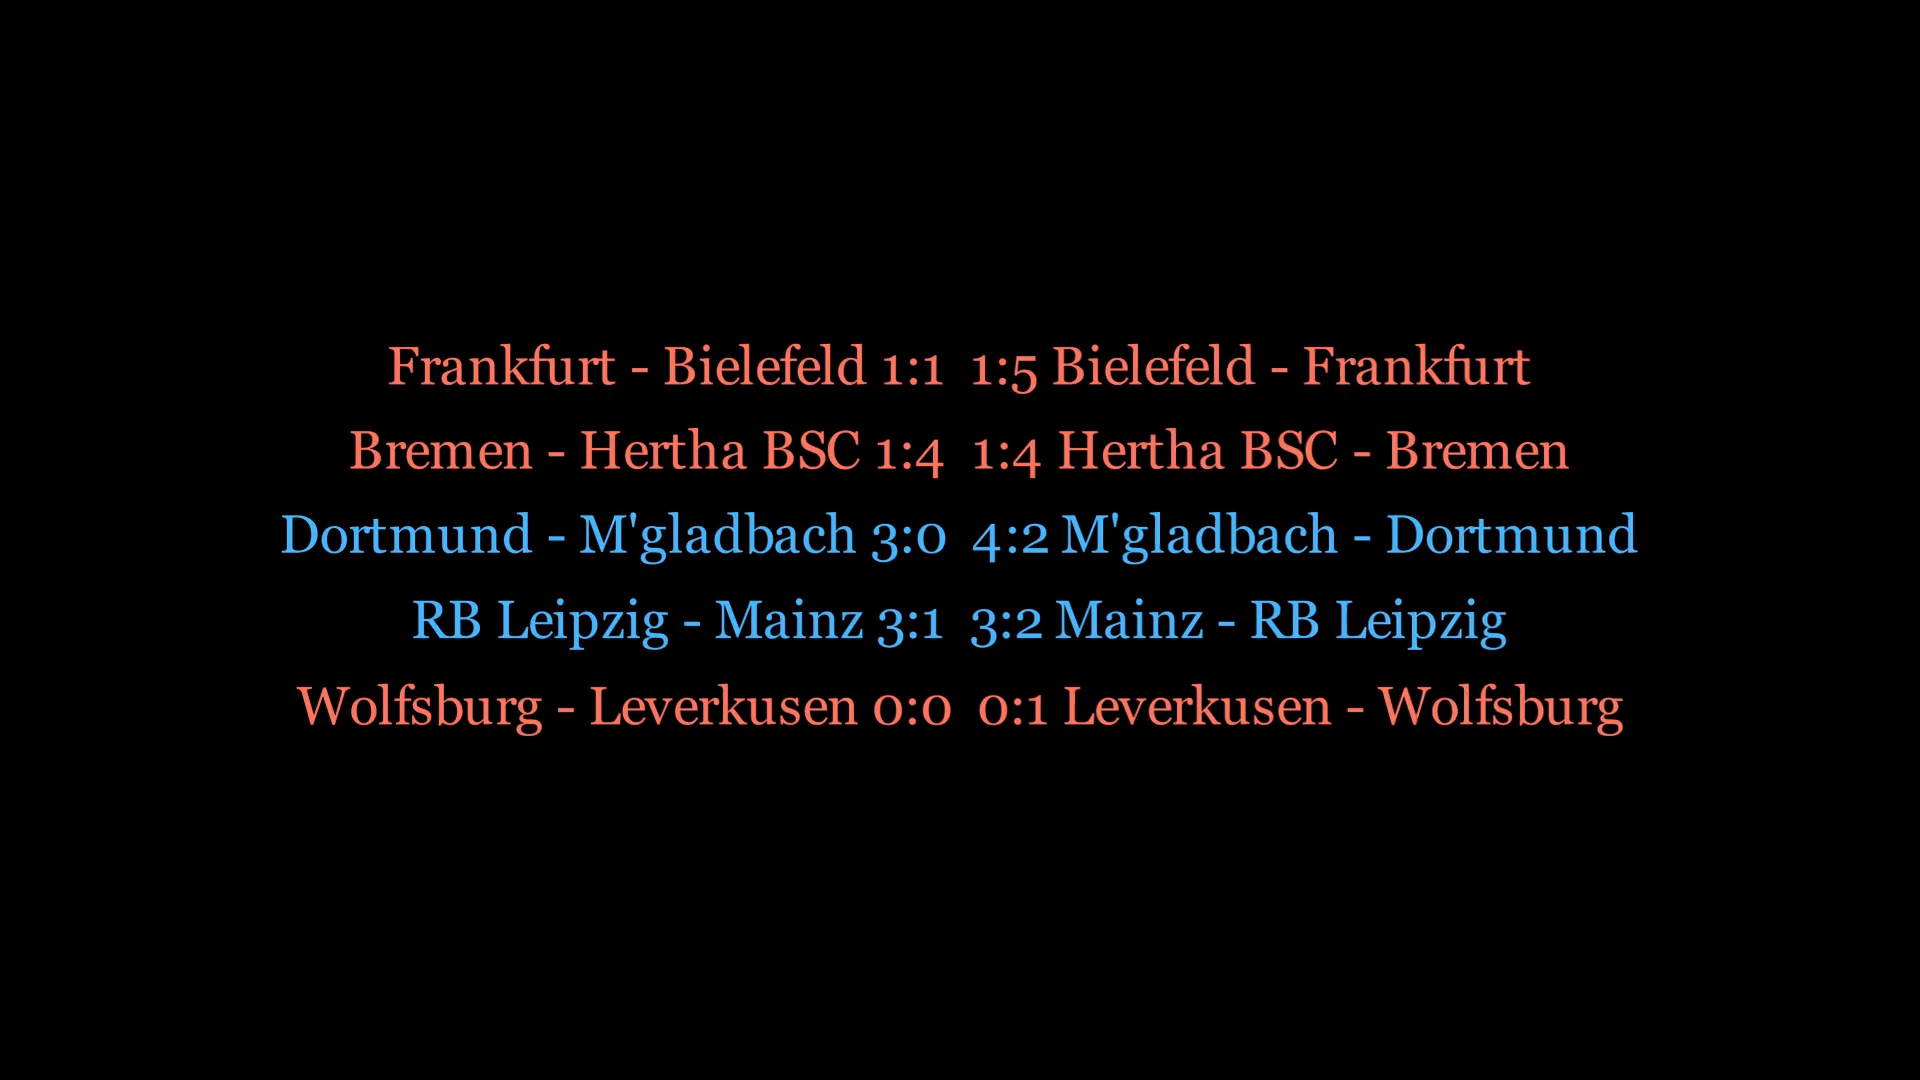 Frankfurt - Bielefeld 1:1 1:5 Bielefeld - Frankfurt
Bremen - Hertha BSC 1:4 1:4 Hertha BSC - Bremen
Dortmund - M'gladbach 3:0 4:2 M'gladbach - Dortmund
RB Leipzig - Mainz 3:1 3:2 Mainz - RB Leipzig
Wolfsburg - Leverkusen 0:0 0:1 Leverkusen - Wolfsburg